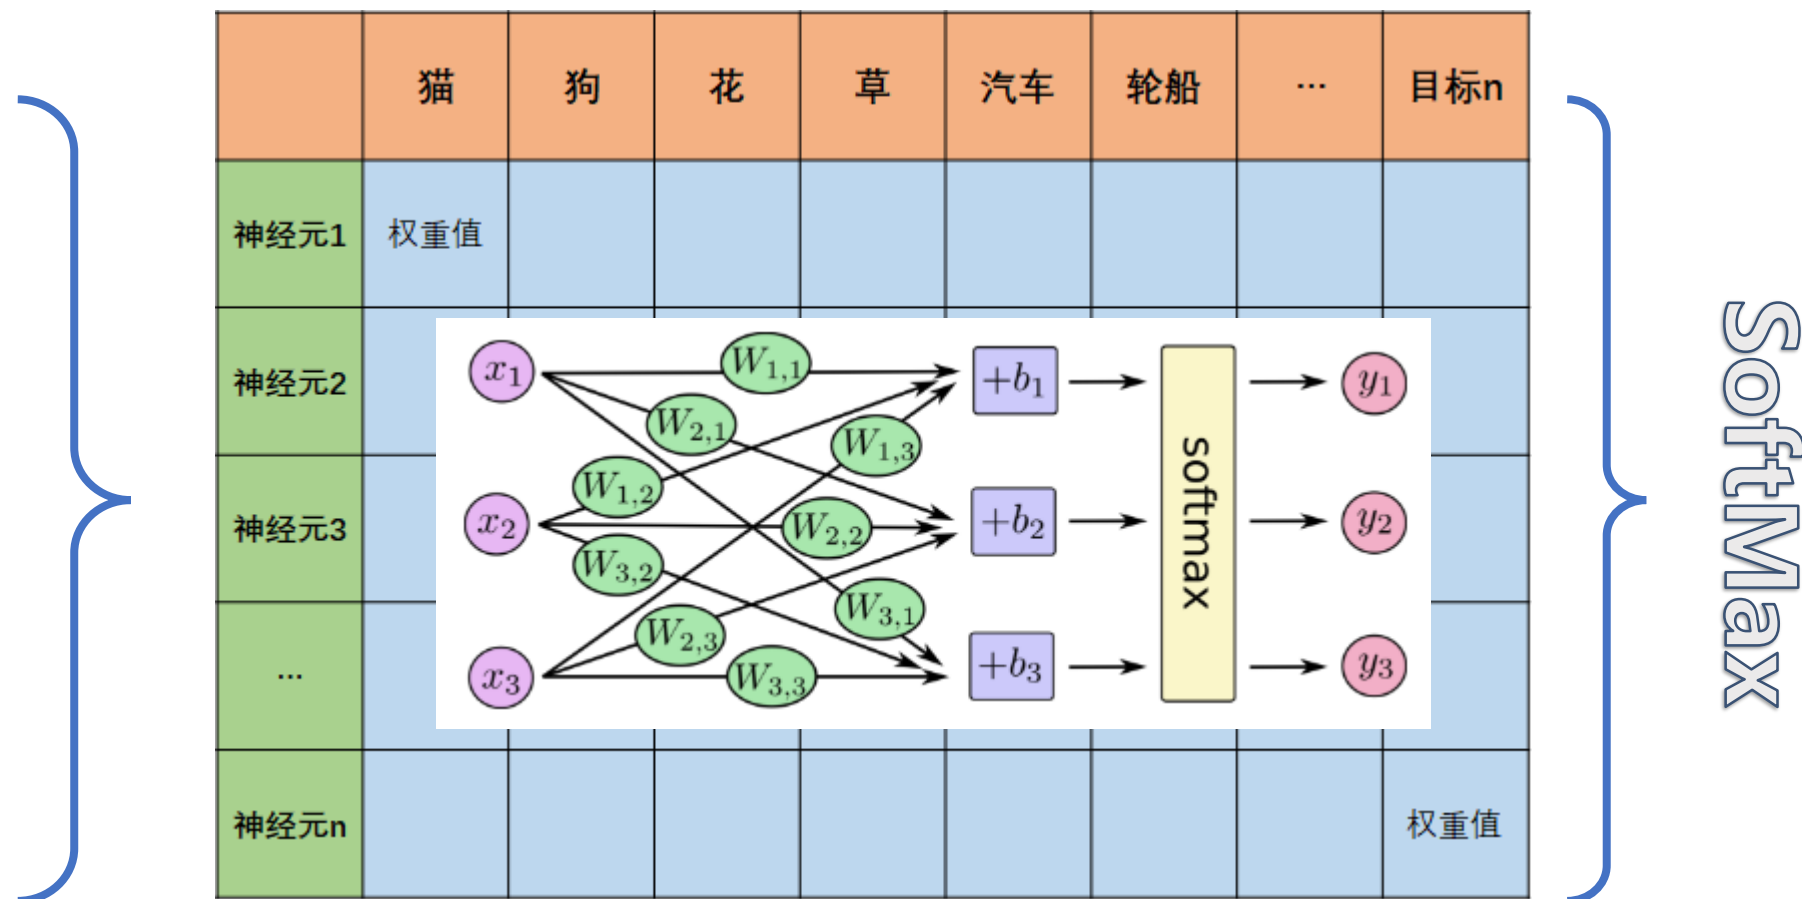 猫 狗 花 草 汽车 轮船 ··· 目标n
神经元1 权重值
神经元2
神经元3
...
神经元n 权重值
x1 W1,1 +b1 y1
W2,1 W1,3
W1,2
x2 W2,2 +b2 softmax y2
W3,2
W3,1
W2,3
x3 W3,3 +b3 y3
SoftMax